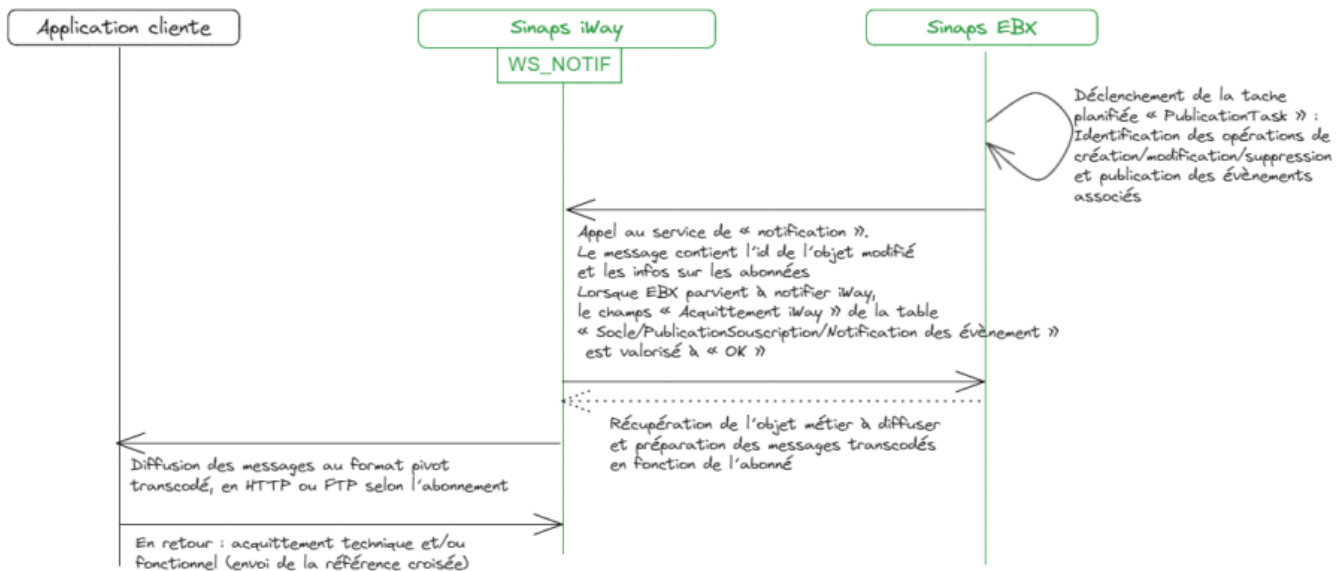 Application cliente
Sinaps iWay
Sinaps EBX
WS_NOTIF
Déclenchement de la tache
planifiée « PublicationTask » :
Identification des opérations de
création/modification/suppression
et publication des évènements
associés
Appel au service de « notification ».
Le message contient l'id de l'objet modifié
et les infos sur les abonnées
Lorsque EBX parvient à notifier iWay,
le champs « Acquittement iWay » de la table
« Socle/PublicationSouscription/Notification des évènement »
est valorisé à « OK »
Récupération de l'objet métier à diffuser
et préparation des messages transcodés
en fonction de l'abonné
Diffusion des messages au format pivot
transcodé, en HTTP ou FTP selon l'abonnement
En retour : acquittement technique et/ou
fonctionnel (envoi de la référence croisée)